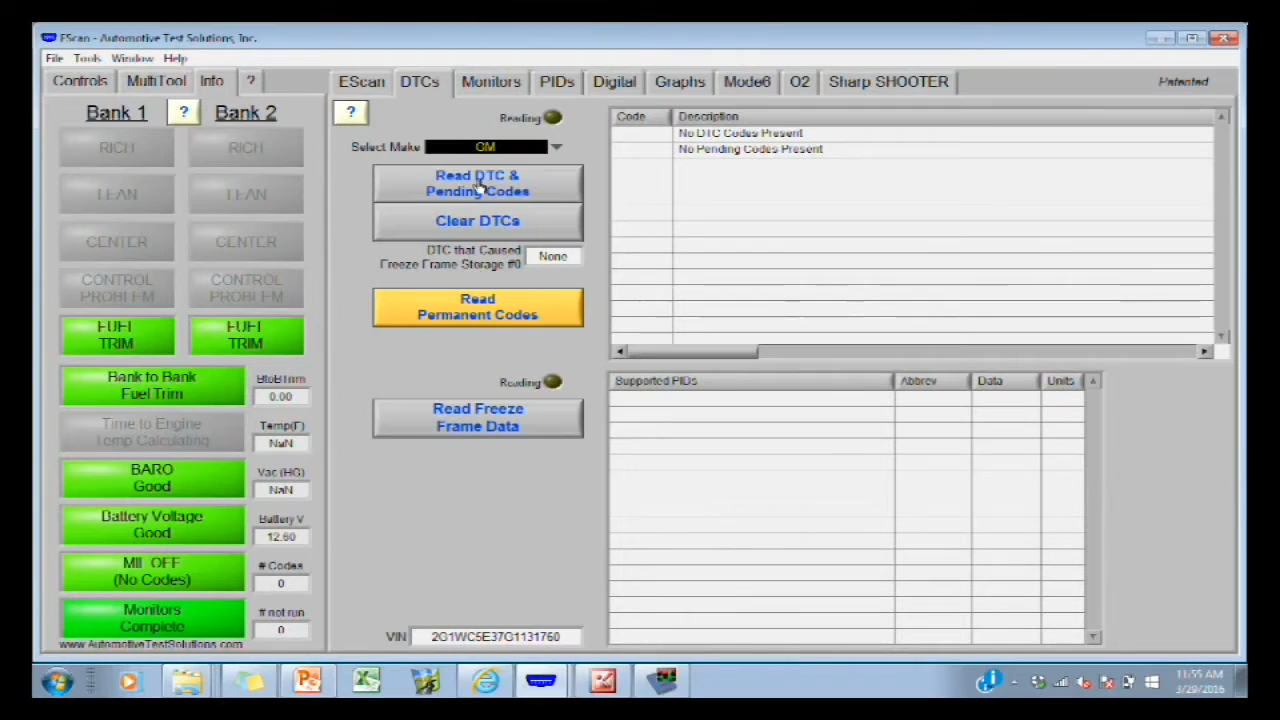 EScan - Automotive Test Solutions, Inc.
File Tools Window Help
Controls MultiTool Info ?
EScan DTCs Monitors PIDs Digital Graphs Mode6 O2 Sharp SHOOTER Patented
Bank 1 ? Bank 2
RICH RICH
LEAN LEAN
CENTER CENTER
CONTROL PROBLEM CONTROL PROBLEM
FUEL TRIM FUEL TRIM
Bank to Bank Fuel Trim
BtoBTrim
0.00
Time to Engine Temp Calculating
Temp(F)
NaN
BARO Good
Vac (HG)
NaN
Battery Voltage Good
Battery V
12.60
MIL OFF (No Codes)
# Codes
0
Monitors Complete
# not run
0
www.AutomotiveTestSolutions.com
?
Reading
Select Make GM
Read DTC & Pending Codes
Clear DTCs
DTC that Caused Freeze Frame Storage #0
None
Read Permanent Codes
Reading
Read Freeze Frame Data
VIN 2G1WC5E37G1131760
Code Description
No DTC Codes Present
No Pending Codes Present
Supported PIDs Abbrev Data Units
11:55 AM
3/29/2016